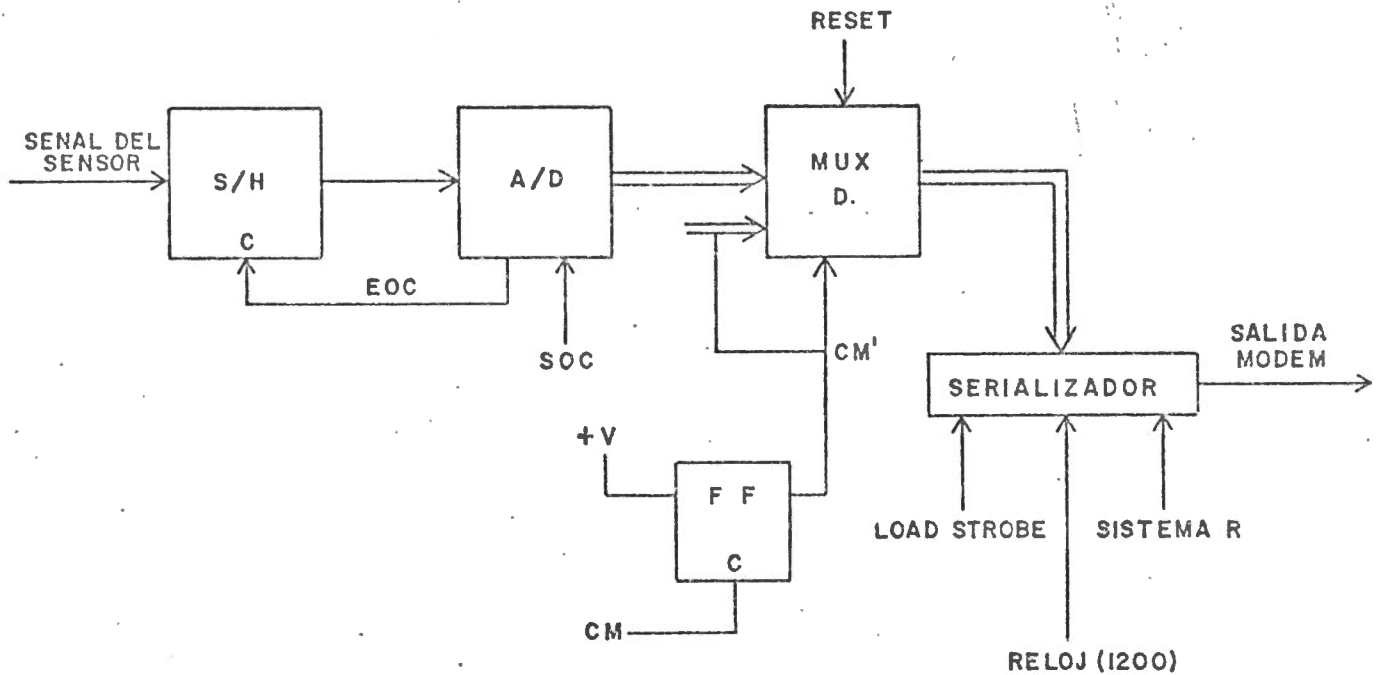 RESET
SENAL DEL
SENSOR
S/H
C
A/D
MUX
D.
EOC
SOC
CM'
SALIDA
MODEM
SERIALIZADOR
+V
F F
C
CM
LOAD STROBE
SISTEMA R
RELOJ (1200)